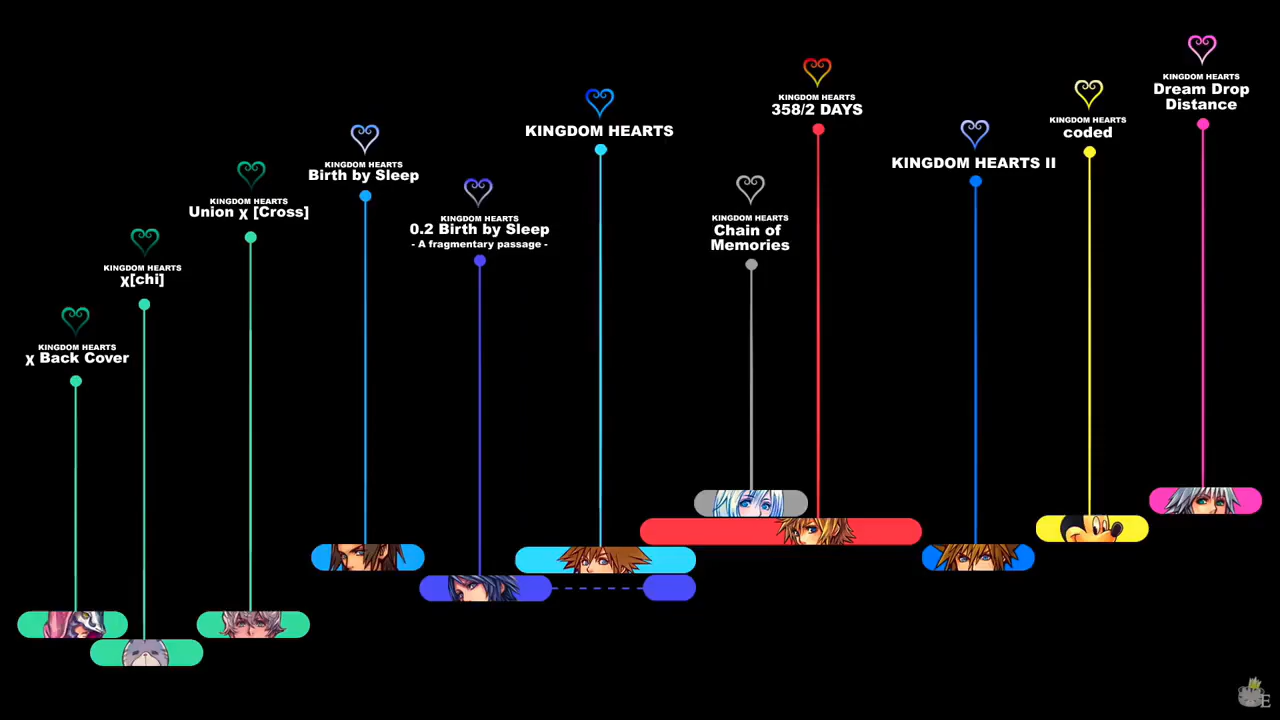 KINGDOM HEARTS
χ Back Cover
KINGDOM HEARTS
χ[chi]
KINGDOM HEARTS
Union χ [Cross]
KINGDOM HEARTS
Birth by Sleep
KINGDOM HEARTS
0.2 Birth by Sleep
- A fragmentary passage -
KINGDOM HEARTS
KINGDOM HEARTS
Chain of
Memories
KINGDOM HEARTS
358/2 DAYS
KINGDOM HEARTS II
KINGDOM HEARTS
coded
KINGDOM HEARTS
Dream Drop
Distance
E